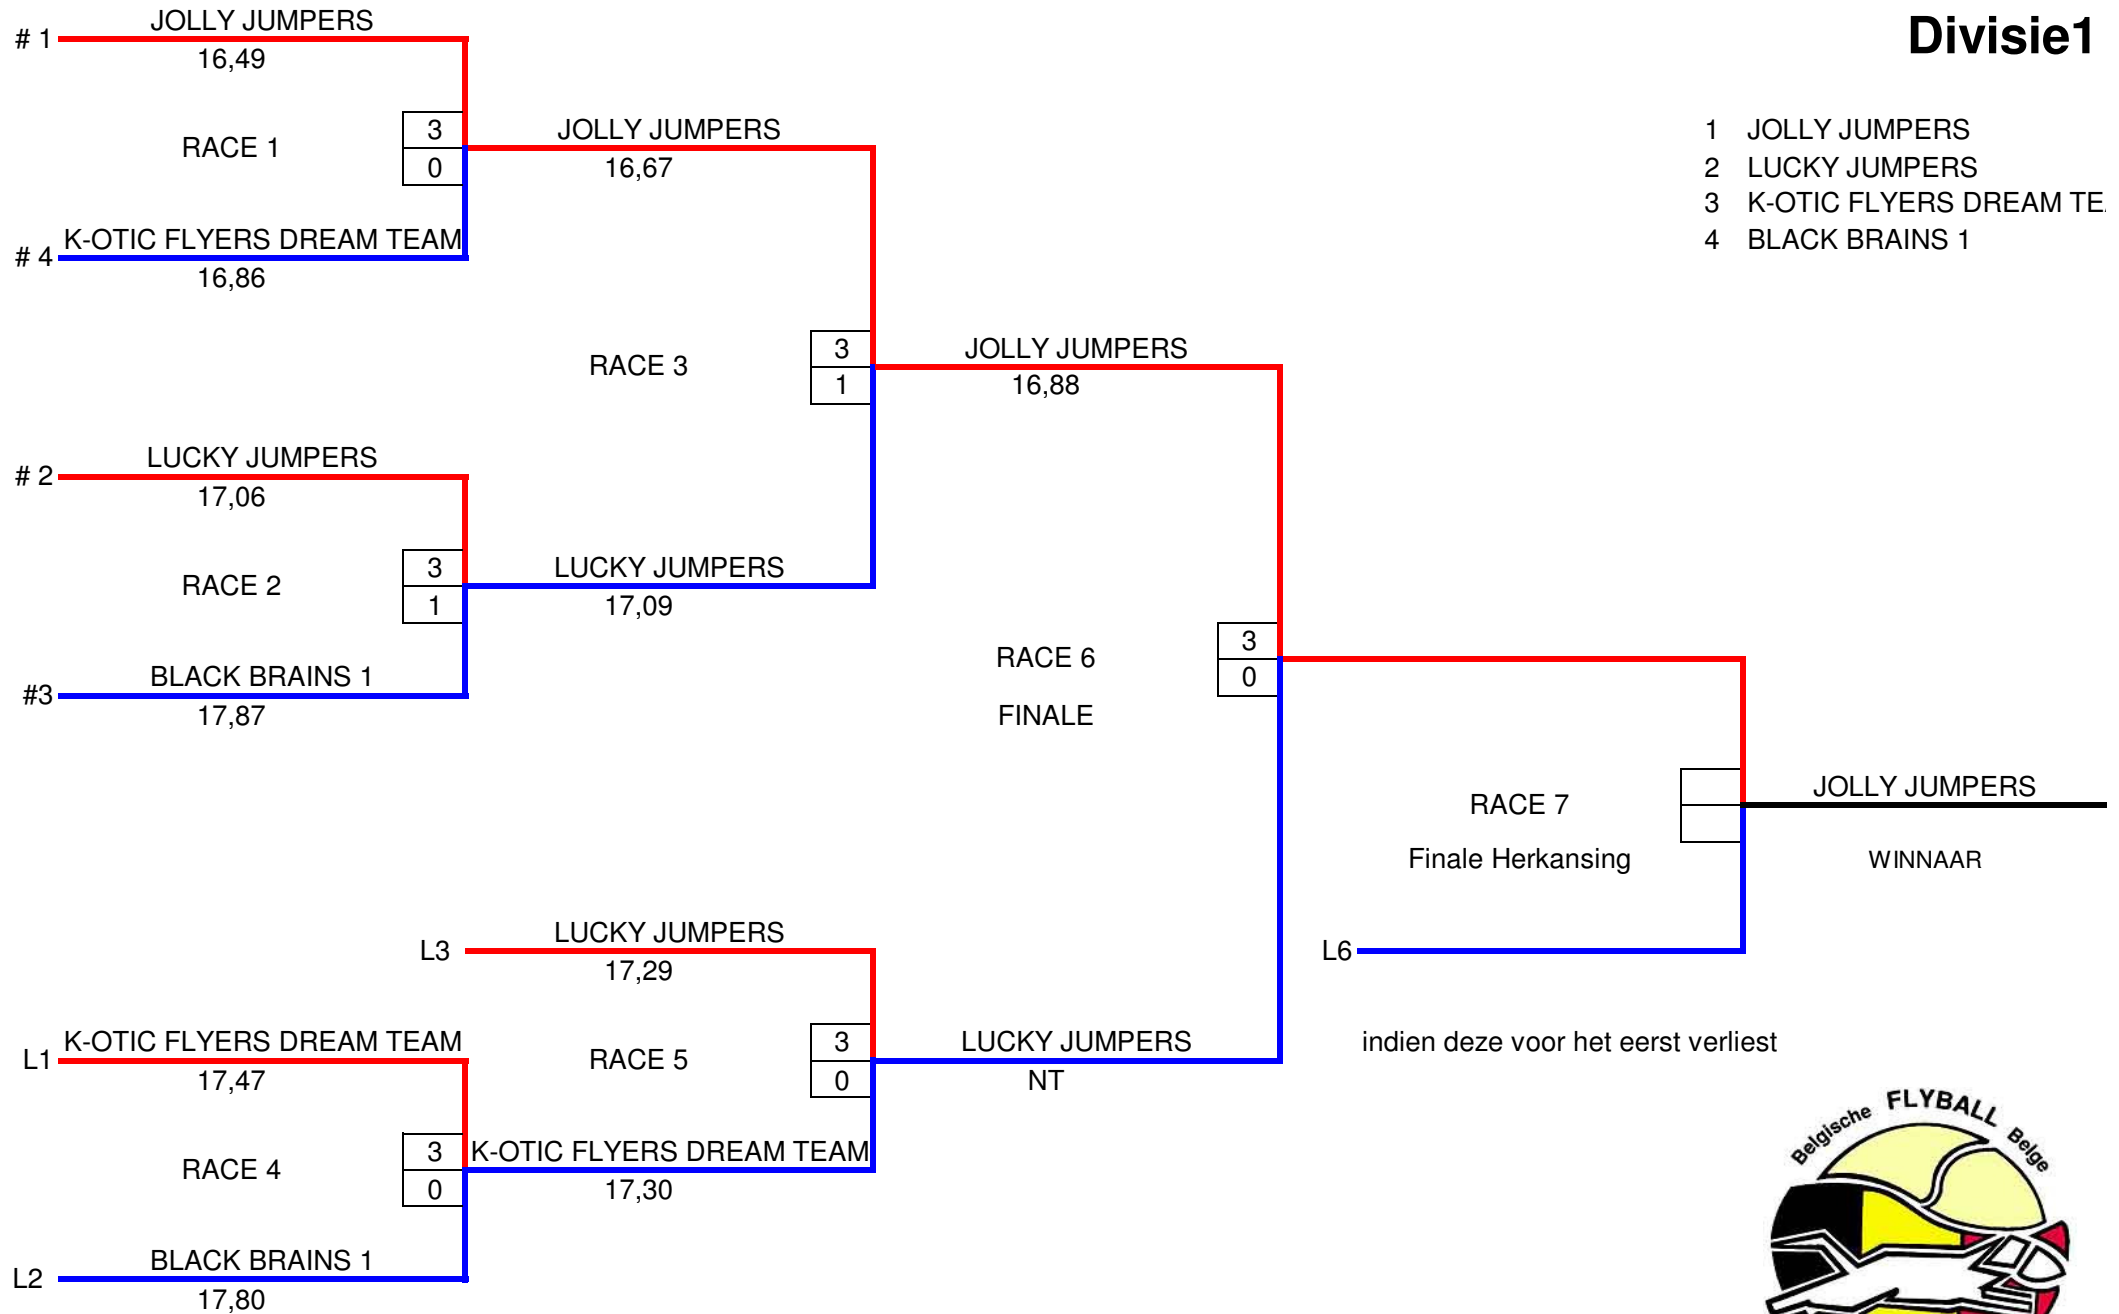 Divisie1
# 1
JOLLY JUMPERS
16,49
RACE 1
3
0
# 4
K-OTIC FLYERS DREAM TEAM
16,86
JOLLY JUMPERS
16,67
1 JOLLY JUMPERS
2 LUCKY JUMPERS
3 K-OTIC FLYERS DREAM
4 BLACK BRAINS 1
RACE 3
3
1
JOLLY JUMPERS
16,88
# 2
LUCKY JUMPERS
17,06
RACE 2
3
1
#3
BLACK BRAINS 1
17,87
LUCKY JUMPERS
17,09
RACE 6
FINALE
3
0
RACE 7
Finale Herkansing
JOLLY JUMPERS
WINNAAR
L6
indien deze voor het eerst verliest
L3
LUCKY JUMPERS
17,29
RACE 5
3
0
LUCKY JUMPERS
NT
L1
K-OTIC FLYERS DREAM TEAM
17,47
RACE 4
3
0
K-OTIC FLYERS DREAM TEAM
17,30
L2
BLACK BRAINS 1
17,80
Belgische FLYBALL Belge